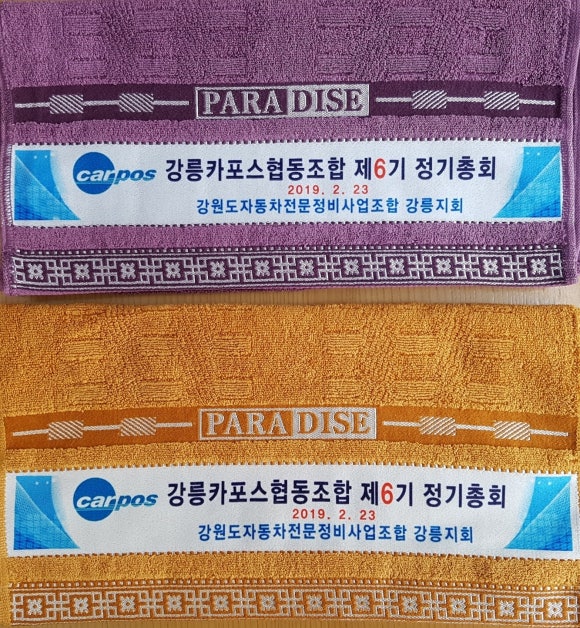 PARADISE
carpos 강릉카포스협동조합 제6기 정기총회
2019. 2. 23
강원도자동차전문정비사업조합 강릉지회
PARADISE
carpos 강릉카포스협동조합 제6기 정기총회
2019. 2. 23
강원도자동차전문정비사업조합 강릉지회